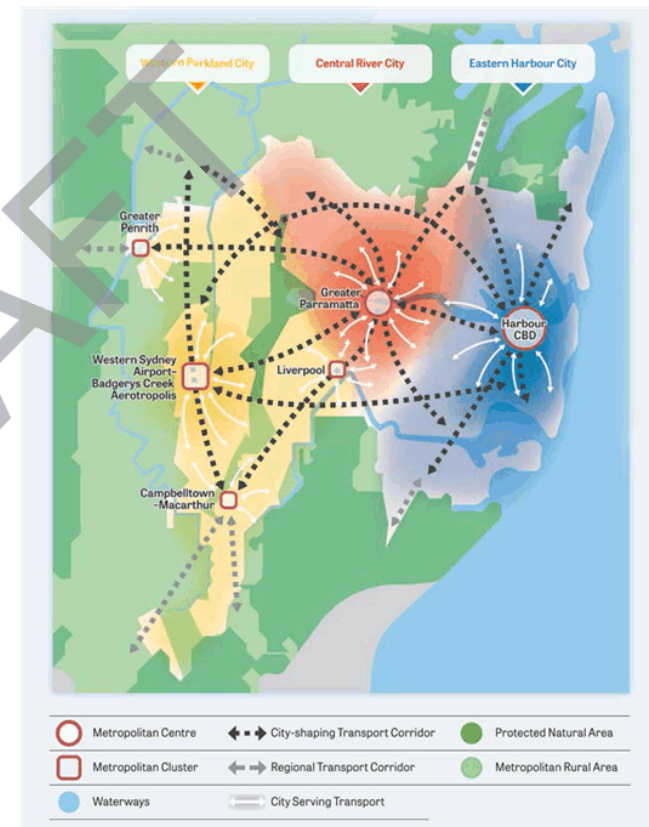 Western Parkland City
Central River City
Eastern Harbour City
Greater
Penrith
Greater
Parramatta
Harbour
CBD
Western Sydney
Airport–
Badgerys Creek
Aerotropolis
Liverpool
Campbelltown
-Macarthur
AFT
Metropolitan Centre
City-shaping Transport Corridor
Protected Natural Area
Metropolitan Cluster
Regional Transport Corridor
Metropolitan Rural Area
Waterways
City Serving Transport